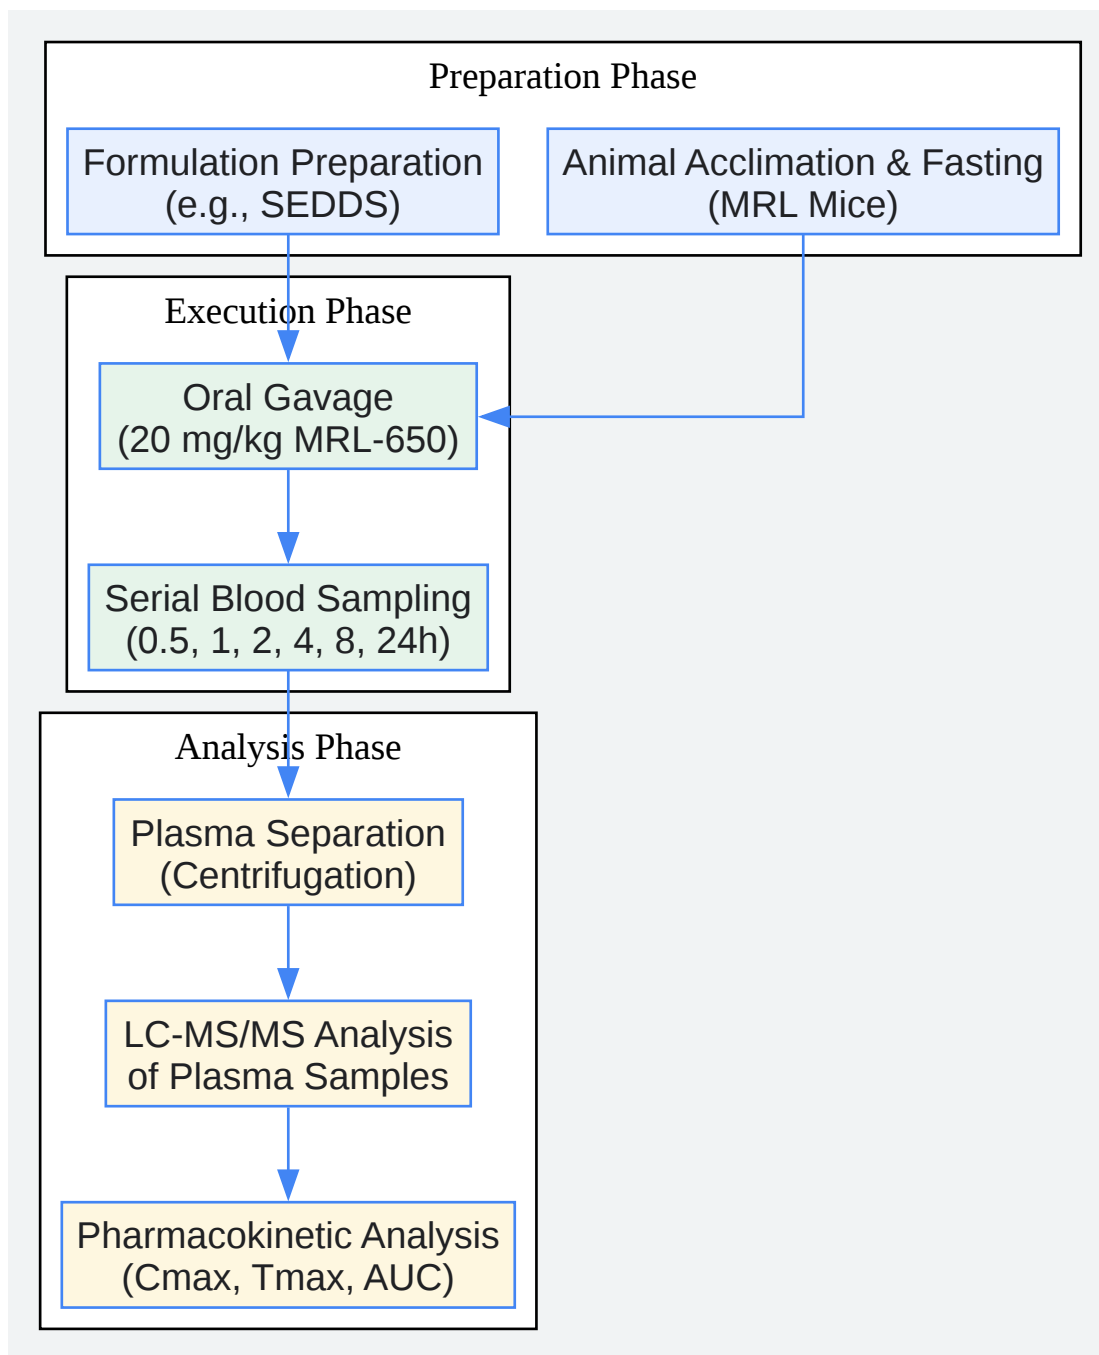 Preparation Phase
Formulation Preparation
(e.g., SEDDS)
Animal Acclimation & Fasting
(MRL Mice)
Execution Phase
Oral Gavage
(20 mg/kg MRL-650)
Serial Blood Sampling
(0.5, 1, 2, 4, 8, 24h)
Analysis Phase
Plasma Separation
(Centrifugation)
LC-MS/MS Analysis
of Plasma Samples
Pharmacokinetic Analysis
(Cmax, Tmax, AUC)